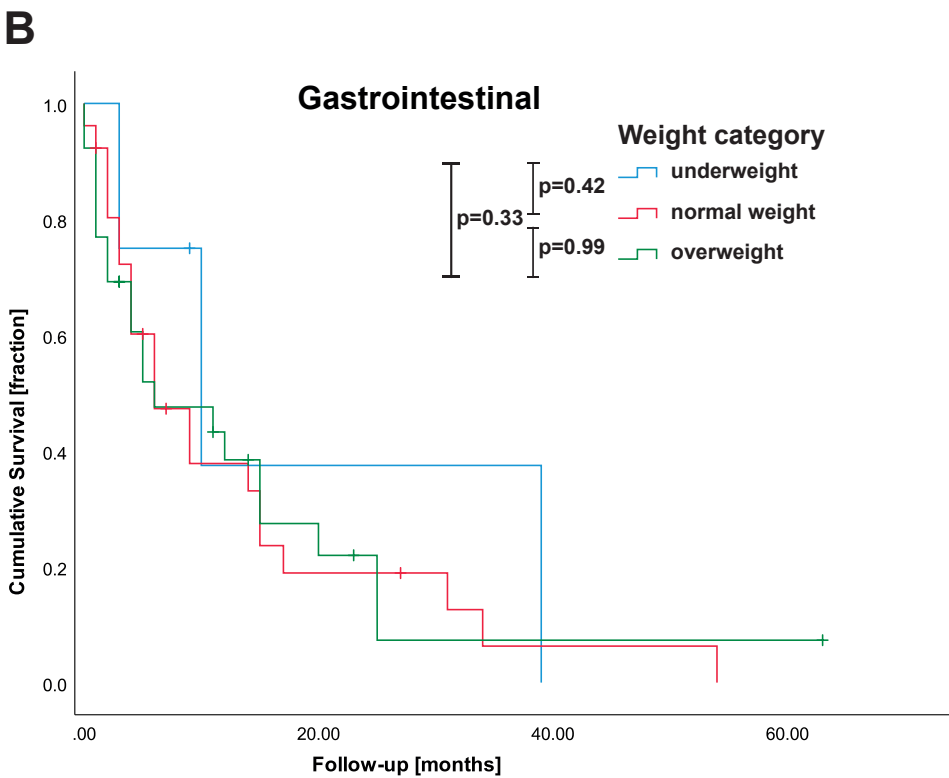 B
Gastrointestinal
Weight category
underweight
normal weight
overweight
p=0.42
p=0.33
p=0.99
Cumulative Survival [fraction]
1.0
0.8
0.6
0.4
0.2
0.0
.00
20.00
40.00
60.00
Follow-up [months]